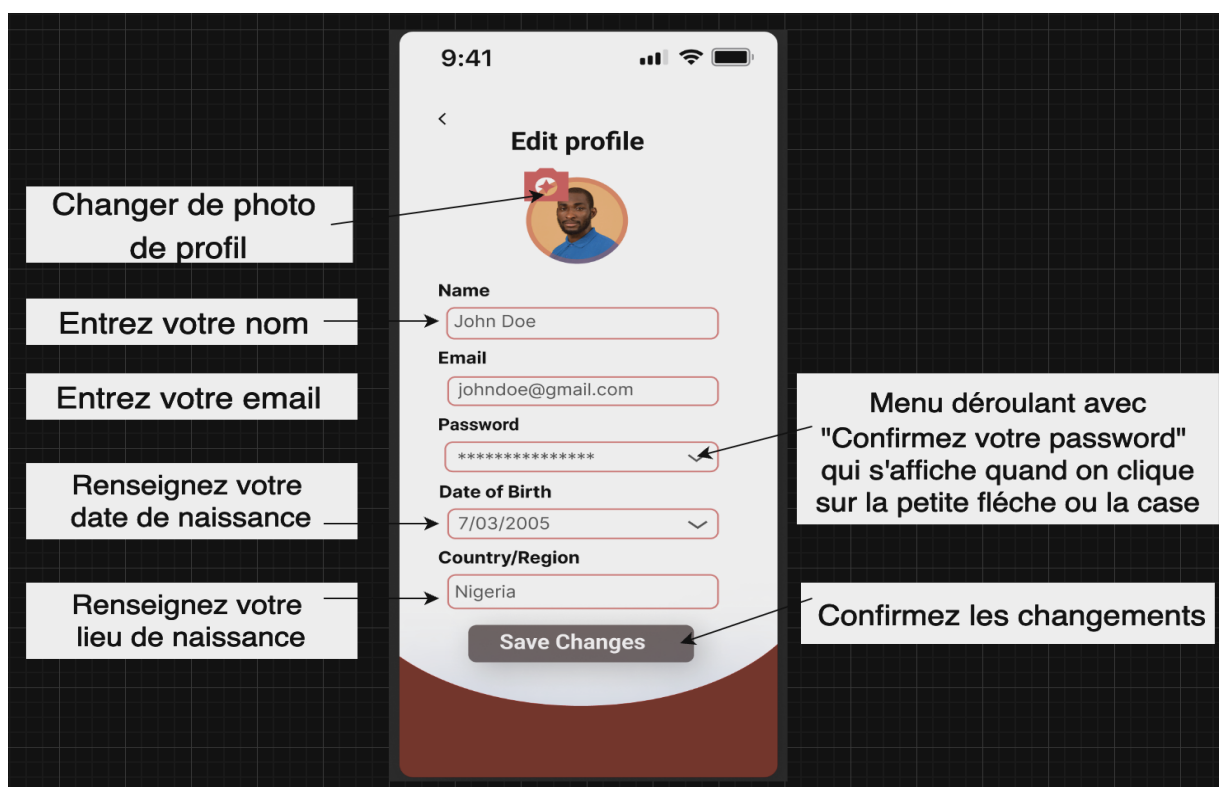 9:41
Edit profile
Changer de photo
de profil
Name
Entrez votre nom
John Doe
Email
Entrez votre email
johndoe@gmail.com
Password
***************
Menu déroulant avec
"Confirmez votre password"
qui s'affiche quand on clique
sur la petite fléche ou la case
Date of Birth
Renseignez votre
date de naissance
7/03/2005
Country/Region
Renseignez votre
lieu de naissance
Nigeria
Save Changes
Confirmez les changements